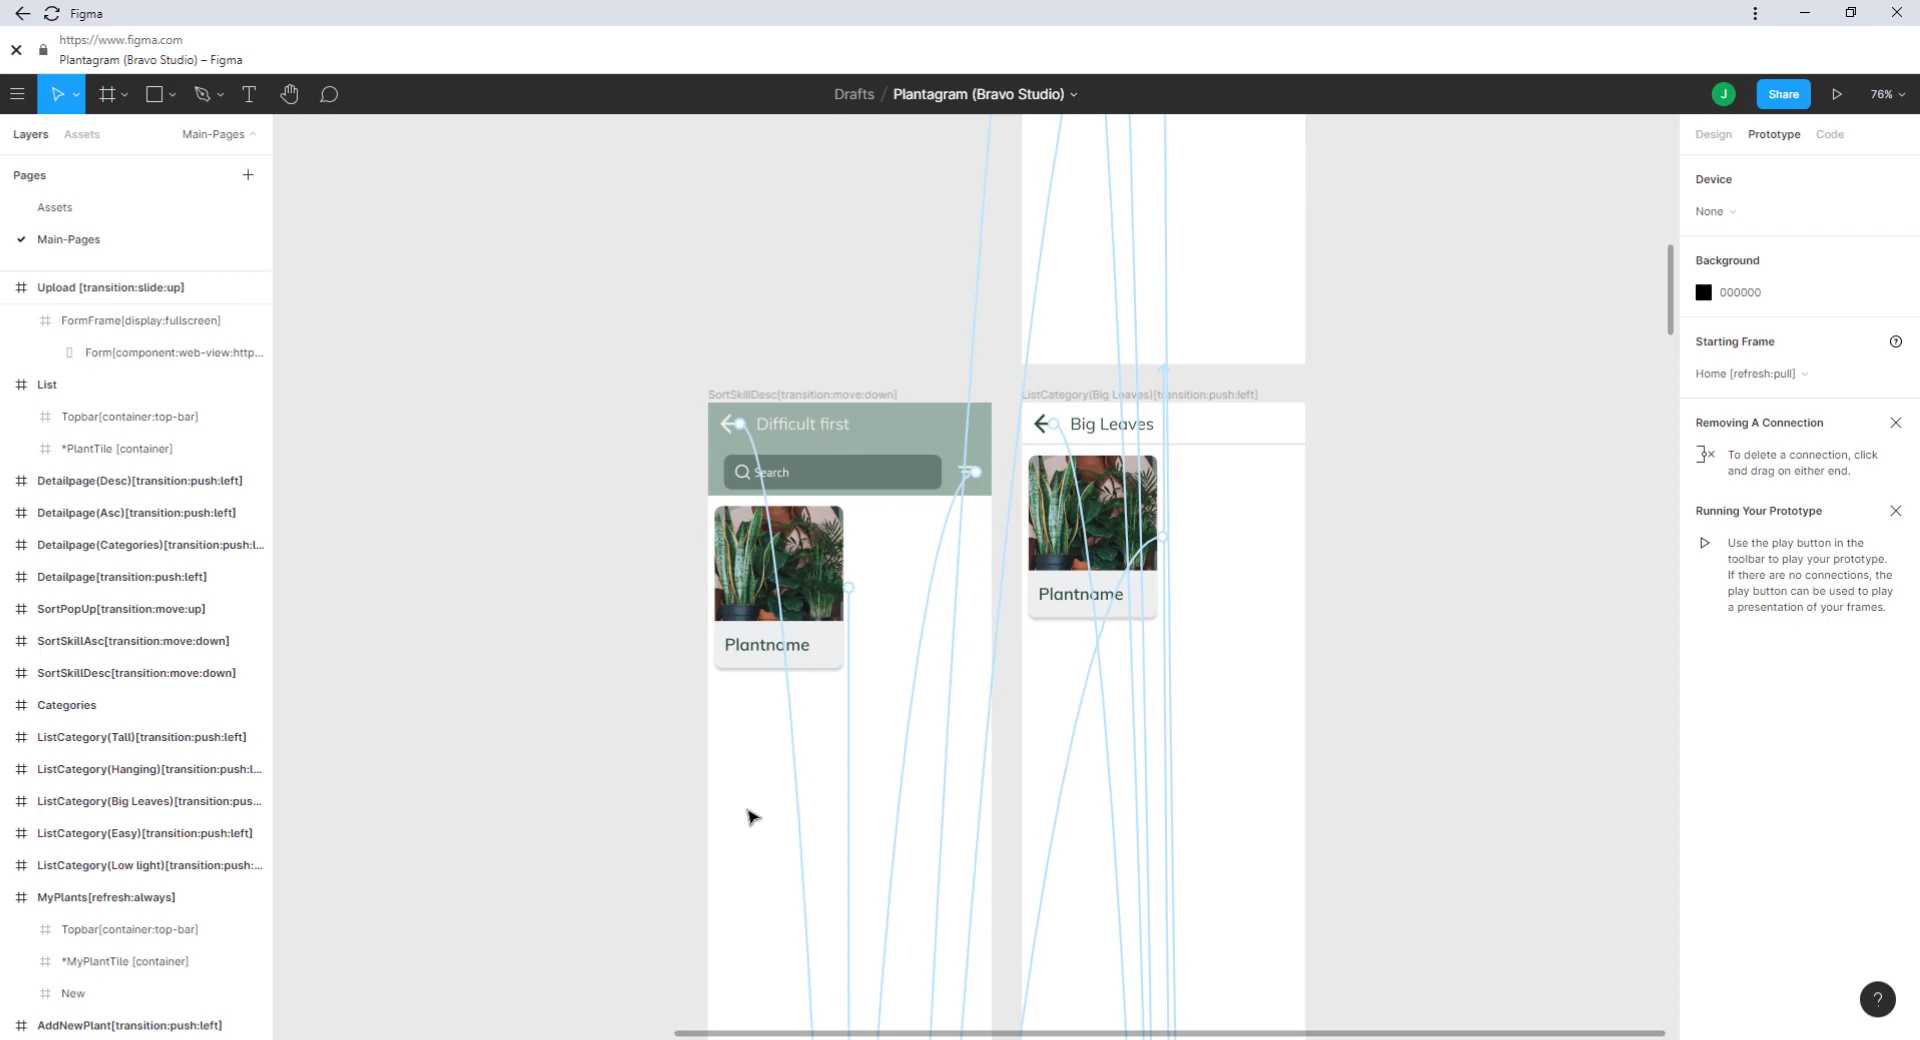 Figma
https://www.figma.com
Plantagram (Bravo Studio) – Figma
Drafts / Plantagram (Bravo Studio)
J
Share
76%
Layers
Assets
Main-Pages
Pages
Assets
Main-Pages
Upload [transition:slide:up]
FormFrame[display:fullscreen]
Form[component:web-view:http...
List
Topbar[container:top-bar]
*PlantTile [container]
Detailpage(Desc)[transition:push:left]
Detailpage(Asc)[transition:push:left]
Detailpage(Categories)[transition:push:l...
Detailpage[transition:push:left]
SortPopUp[transition:move:up]
SortSkillAsc[transition:move:down]
SortSkillDesc[transition:move:down]
Categories
ListCategory(Tall)[transition:push:left]
ListCategory(Hanging)[transition:push:l...
ListCategory(Big Leaves)[transition:pus...
ListCategory(Easy)[transition:push:left]
ListCategory(Low light)[transition:push:...
MyPlants[refresh:always]
Topbar[container:top-bar]
*MyPlantTile [container]
New
AddNewPlant[transition:push:left]
SortSkillDesc[transition:move:down]
Difficult first
Search
Plantname
ListCategory(Big Leaves)[transition:push:left]
Big Leaves
Plantname
Design
Prototype
Code
Device
None
Background
000000
Starting Frame
Home [refresh:pull]
Removing A Connection
To delete a connection, click
and drag on either end.
Running Your Prototype
Use the play button in the
toolbar to play your prototype.
If there are no connections, the
play button can be used to play
a presentation of your frames.
?